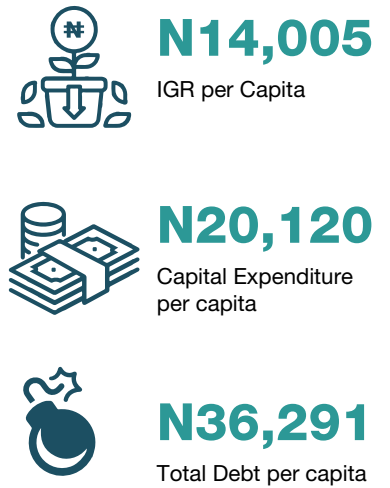 ₦
N14,005
IGR per Capita
N20,120
Capital Expenditure
per capita
N36,291
Total Debt per capita